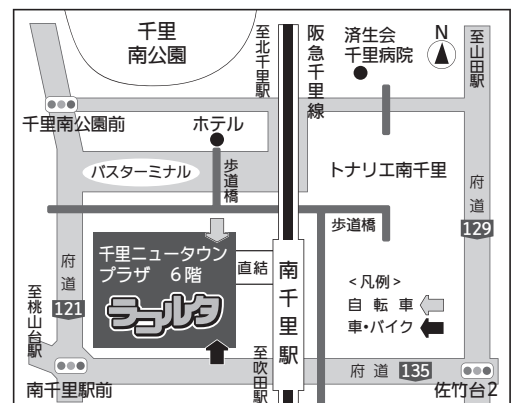 千里
南公園
至北千里駅
阪急千里線
済生会
千里病院
N
至山田駅
千里南公園前
ホテル
バスターミナル
歩道橋
トナリエ南千里
府道
129
歩道橋
千里ニュータウン
プラザ 6階
ラコルタ
直結
南千里駅
府道
121
至桃山台駅
<凡例>
自転車
車・バイク
至吹田駅
府道 135
南千里駅前
佐竹台2